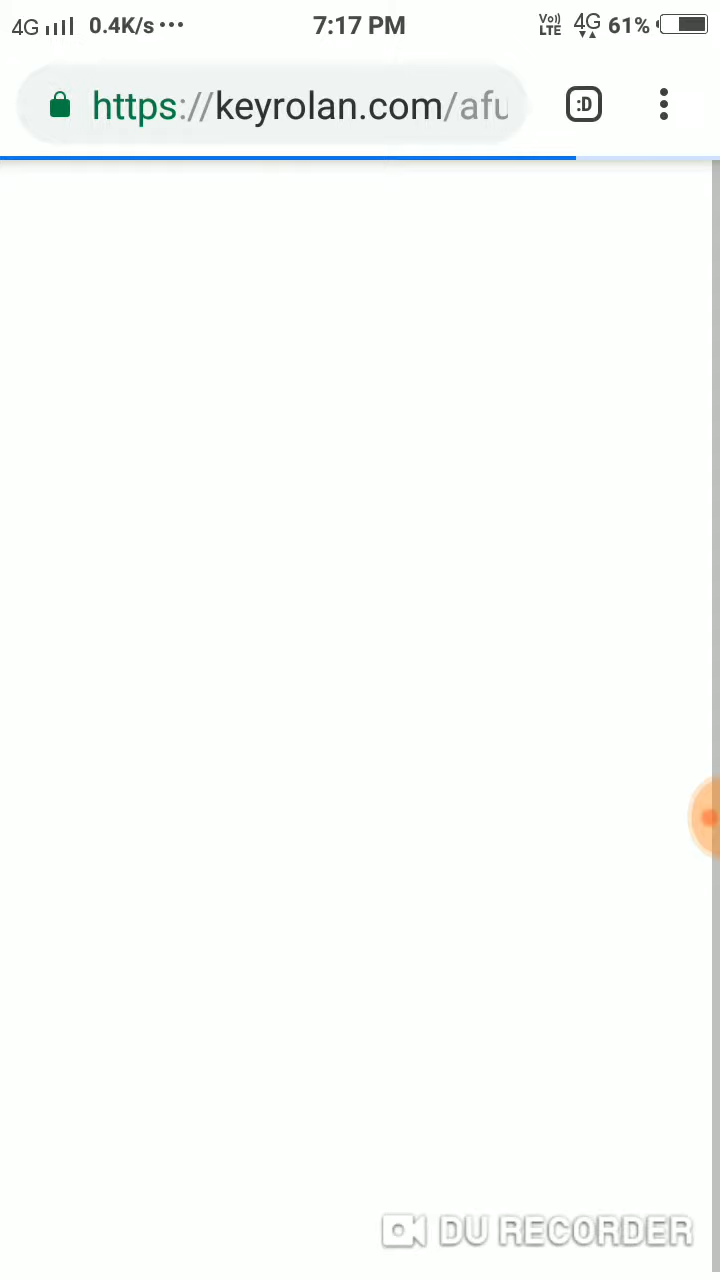 4G 0.4K/s ··· 7:17 PM Vo)) LTE 4G 61%
https://keyrolan.com/afu :D
DU RECORDER